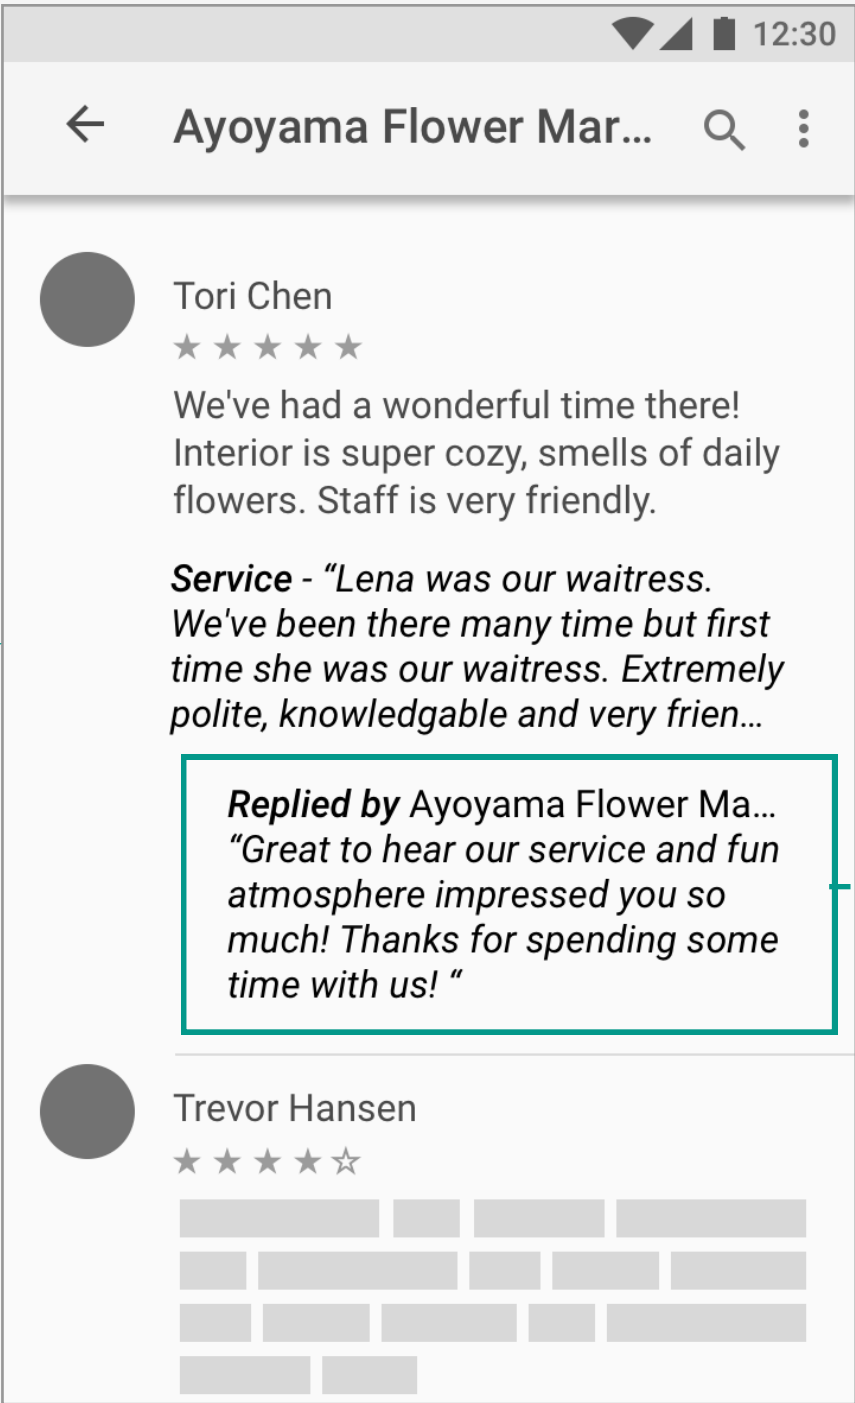 12:30
Ayoyama Flower Mar...
Tori Chen
We've had a wonderful time there!
Interior is super cozy, smells of daily
flowers. Staff is very friendly.
Service - “Lena was our waitress.
We've been there many time but first
time she was our waitress. Extremely
polite, knowledgable and very frien...
Replied by Ayoyama Flower Ma...
“Great to hear our service and fun
atmosphere impressed you so
much! Thanks for spending some
time with us! “
Trevor Hansen